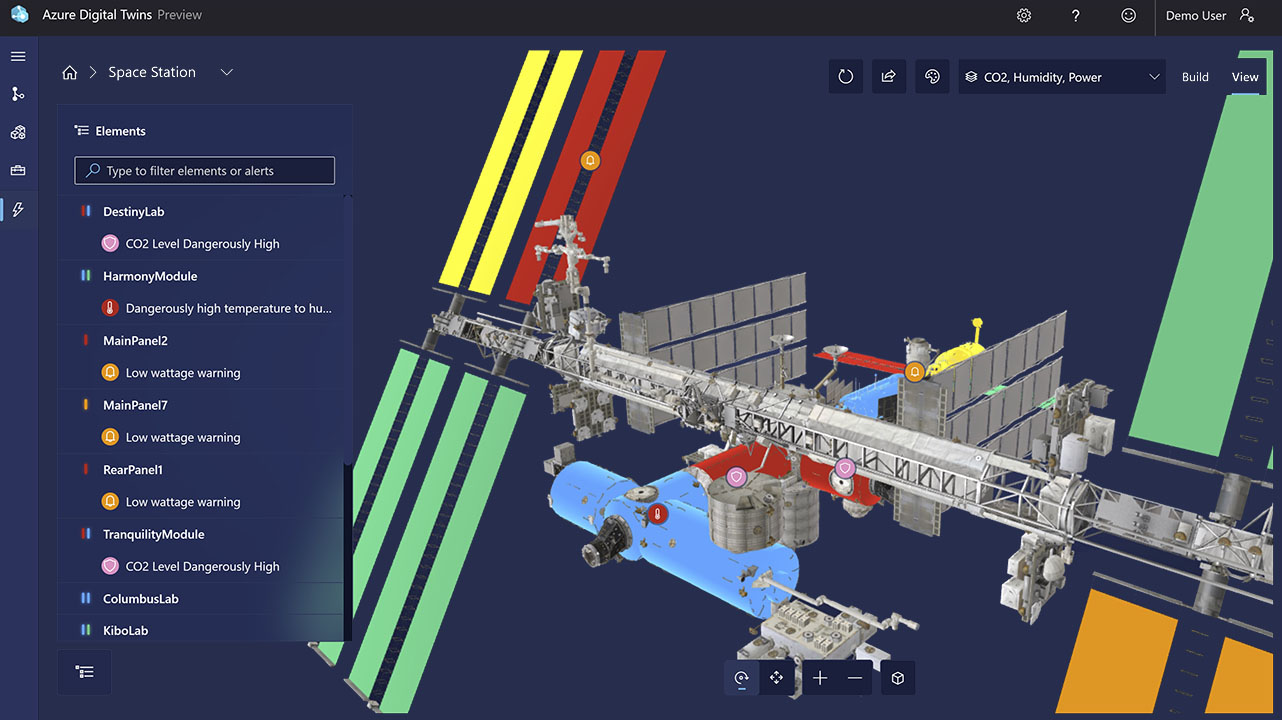 Azure Digital Twins Preview
Demo User
Space Station
CO2, Humidity, Power
Build
View
Elements
Type to filter elements or alerts
DestinyLab
CO2 Level Dangerously High
HarmonyModule
Dangerously high temperature to hu...
MainPanel2
Low wattage warning
MainPanel7
Low wattage warning
RearPanel1
Low wattage warning
TranquilityModule
CO2 Level Dangerously High
ColumbusLab
KiboLab